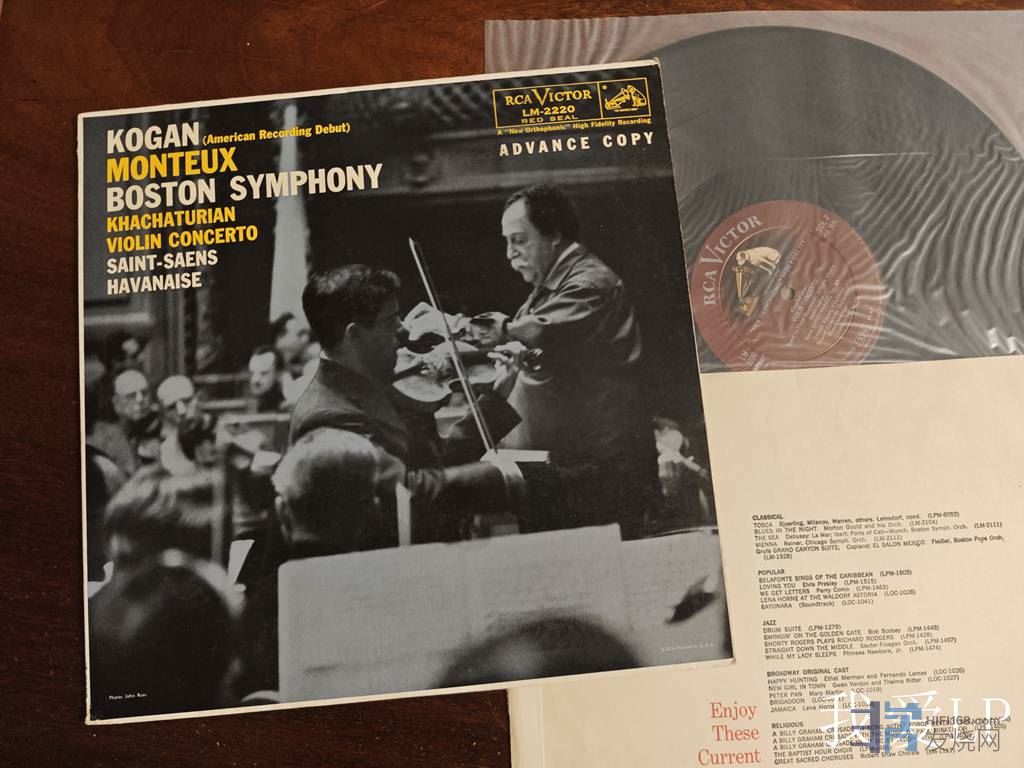 KOGAN (American Recording Debut)
MONTEUX
BOSTON SYMPHONY
KHACHATURIAN
VIOLIN CONCERTO
SAINT-SAENS
HAVANAISE
RCA VICTOR
LM-2220
RED SEAL
A "New Orthophonic" High Fidelity Recording
ADVANCE COPY
Photo: John Ross
RCA VICTOR
CLASSICAL
TOSCA Bjoerling, Milanov, Warren, others. Leinsdorf, cond. (LPM-6052)
BLUES IN THE NIGHT Morton Gould and his Orch. (LM-2104)
THE SEA Debussy: La Mer; Ibert: Ports of Call—Munch, Boston Symph. Orch. (LM-2111)
VIENNA Reiner, Chicago Symph. Orch. (LM-2112)
Grofé GRAND CANYON SUITE; Copland: EL SALON MEXICO Fiedler, Boston Pops Orch.
(LM-1928)
POPULAR
BELAFONTE SINGS OF THE CARIBBEAN (LPM-1505)
LOVING YOU Elvis Presley (LPM-1515)
WE GET LETTERS Perry Como (LPM-1463)
LENA HORNE AT THE WALDORF ASTORIA (LOC-1028)
SAYONARA (Soundtrack) (LOC-1041)
JAZZ
DRUM SUITE (LPM-1279)
SWINGIN' ON THE GOLDEN GATE Bob Scobey (LPM-1448)
SHORTY ROGERS PLAYS RICHARD RODGERS (LPM-1428)
STRAIGHT DOWN THE MIDDLE Sauter-Finegan Orch. (LPM-1497)
WHILE MY LADY SLEEPS Phineas Newborn, Jr. (LPM-1474)
BROADWAY ORIGINAL CAST
HAPPY HUNTING Ethel Merman and Fernando Lamas (LOC-1026)
NEW GIRL IN TOWN Gwen Verdon and Thelma Ritter (LOC-1027)
PETER PAN Mary Martin (LOC-1019)
BRIGADOON
JAMAICA Lena Horne
RELIGIOUS
A BILLY GRAHAM
A BILLY GRAHAM
A BILLY GRAHAM
THE BAPTIST HOUR CHOIR
GREAT SACRED CHORUSES Robert Shaw Chorale
Enjoy
These
Current
我爱LP
HIFI168.com
发烧网